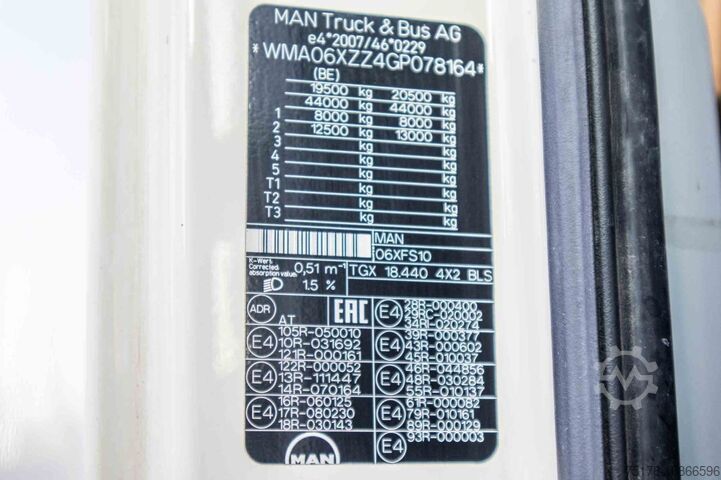 MAN Truck & Bus AG
e4*2007/46*0229
*WMA06XZZ4GP078164*
(BE)
19500 kg 20500 kg
44000 kg 44000 kg
1 8000 kg 8000 kg
2 12500 kg 13000 kg
3 kg kg
4 kg kg
5 kg kg
T1 kg kg
T2 kg kg
T3 kg kg
MAN
06XFS10
K-Wert:
Corrected
absorption value: 0,51 m⁻¹ TGX 18.440 4X2 BLS
1.5 %
ADR AT EAC
E4 28R-000400
29RC-020002
34RI-020274
E4 105R-050010
10R-031692
121R-000161
E4 39R-000377
43R-000602
45R-010037
E4 122R-000052
13R-111447
14R-070164
E4 46R-044856
48R-030284
55R-010137
E4 16R-060125
17R-080230
18R-030143
E4 61R-000082
79R-010161
89R-000129
E4 93R-000003
MAN